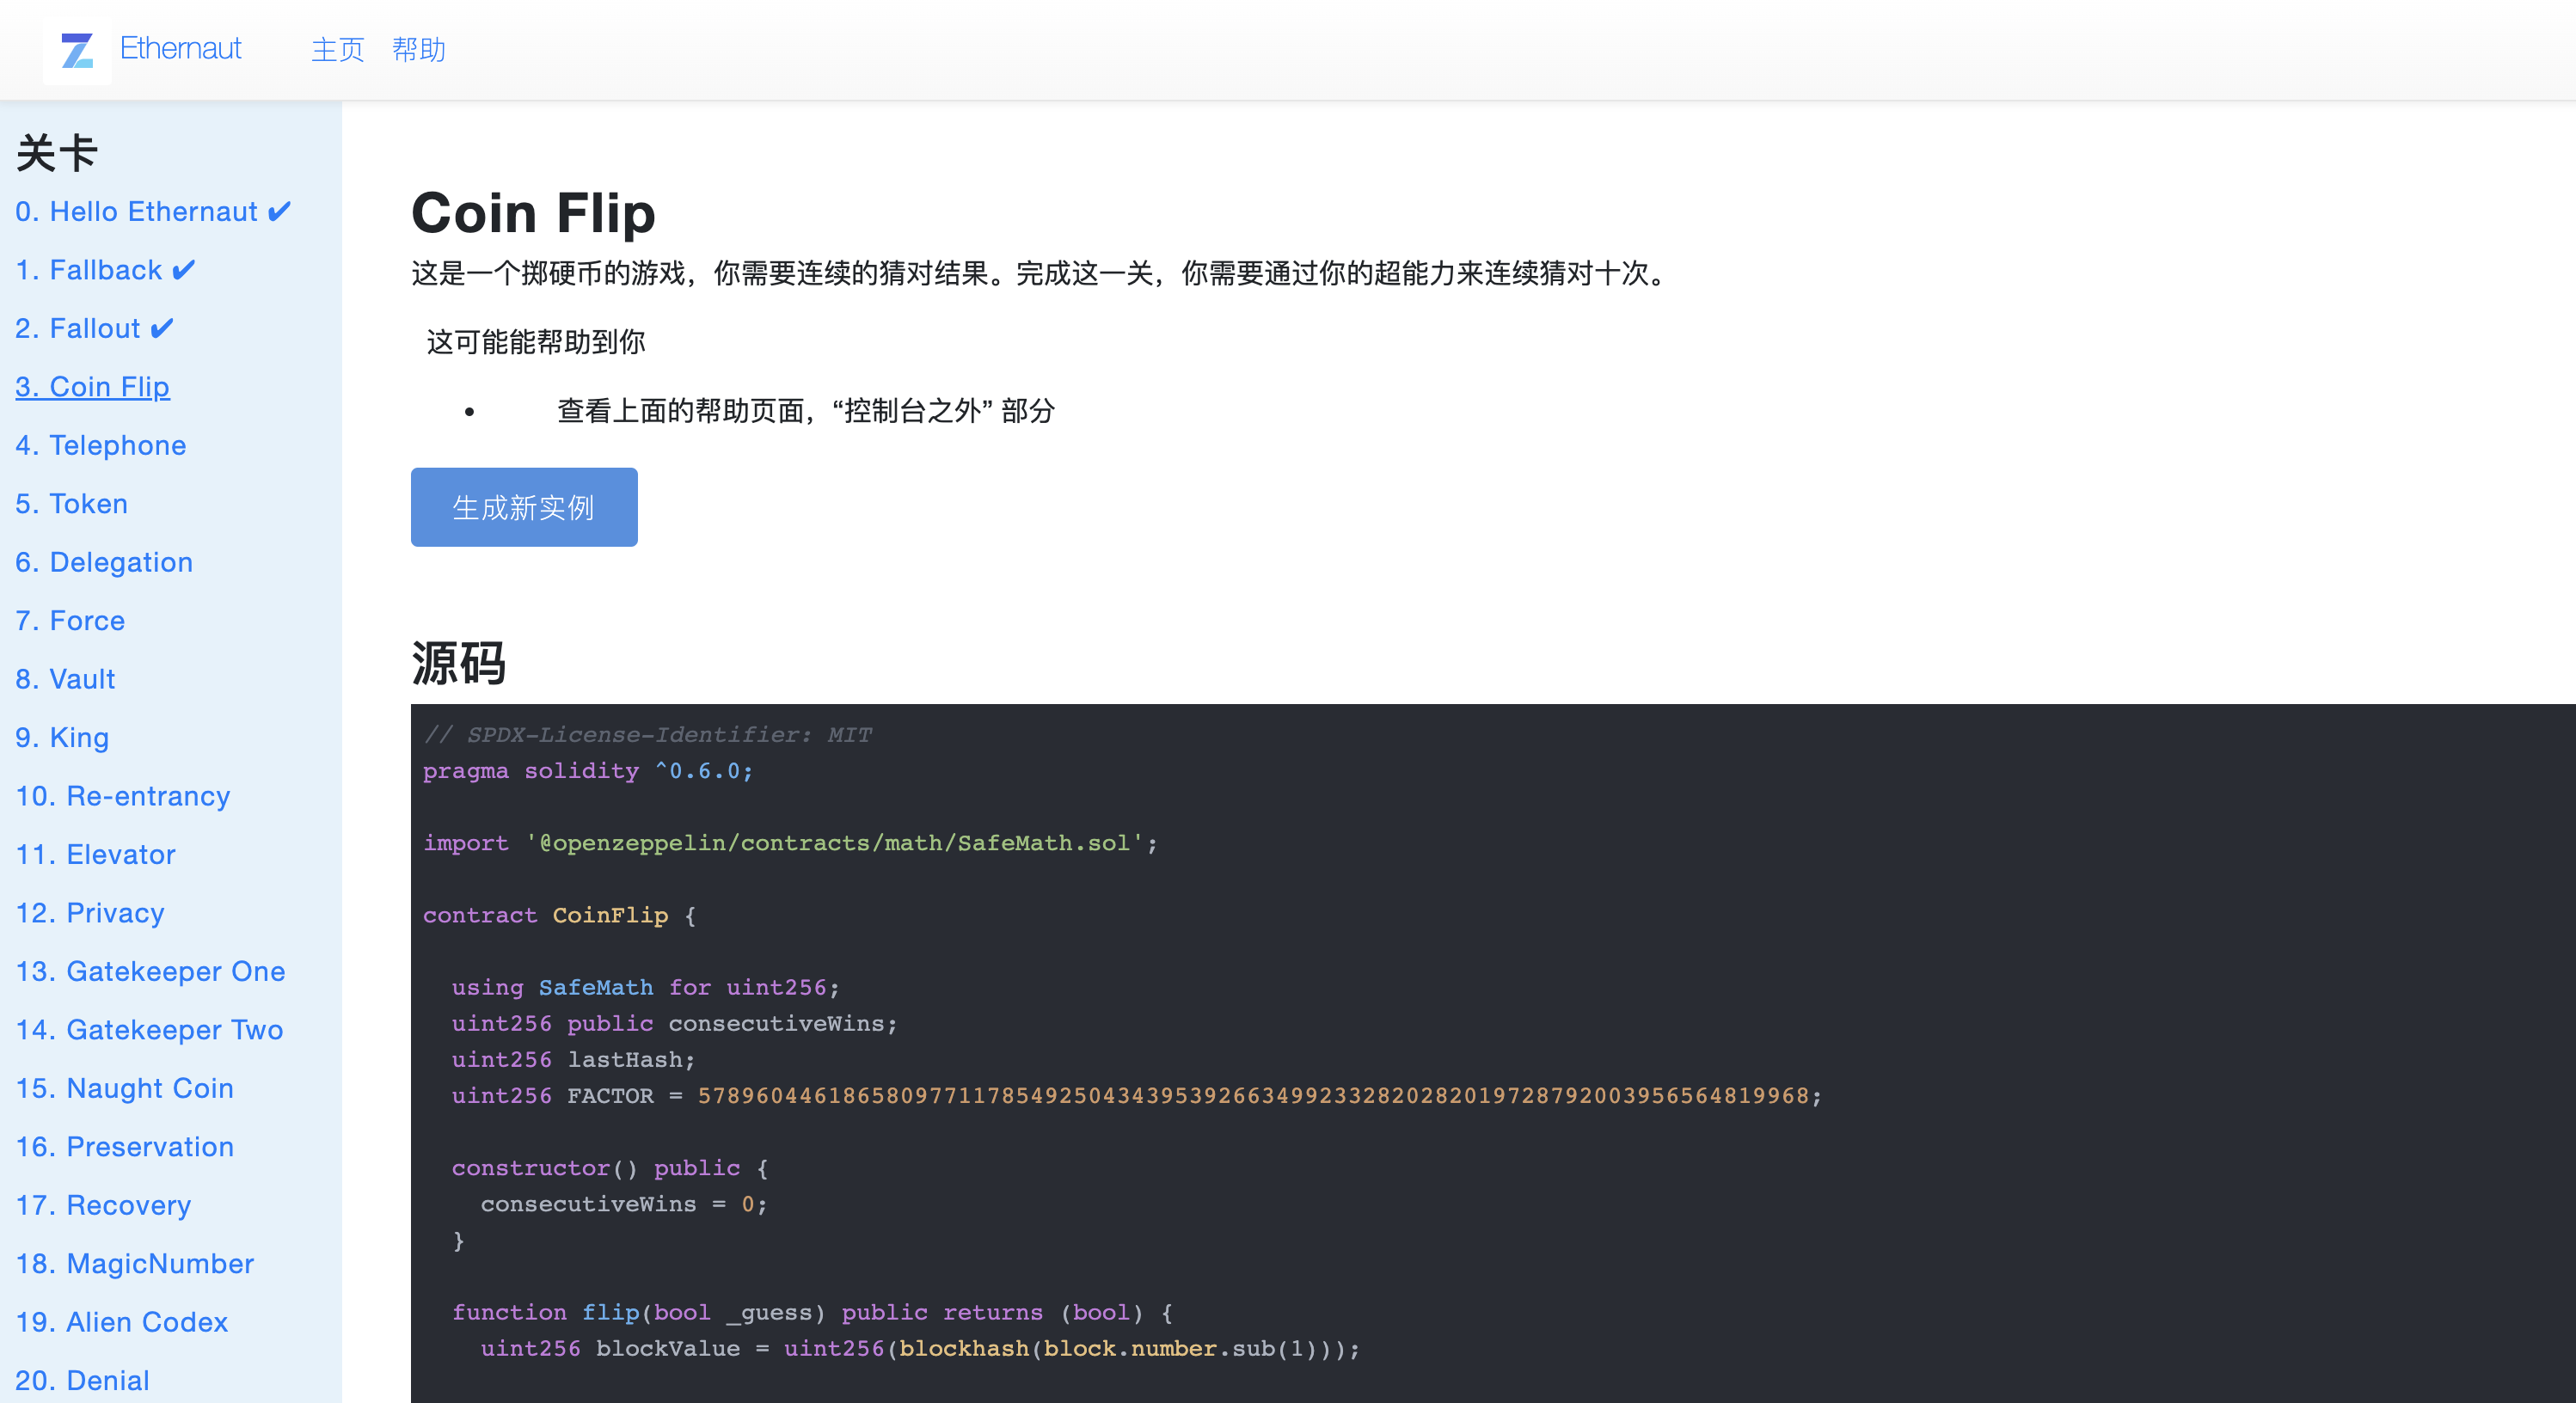 Ethernaut 主页 帮助
关卡
0. Hello Ethernaut ✔
1. Fallback ✔
2. Fallout ✔
3. Coin Flip
4. Telephone
5. Token
6. Delegation
7. Force
8. Vault
9. King
10. Re-entrancy
11. Elevator
12. Privacy
13. Gatekeeper One
14. Gatekeeper Two
15. Naught Coin
16. Preservation
17. Recovery
18. MagicNumber
19. Alien Codex
20. Denial
Coin Flip
这是一个掷硬币的游戏，你需要连续的猜对结果。完成这一关，你需要通过你的超能力来连续猜对十次。
这可能能帮助到你
• 查看上面的帮助页面，“控制台之外” 部分
生成新实例
源码
// SPDX-License-Identifier: MIT
pragma solidity ^0.6.0;
import '@openzeppelin/contracts/math/SafeMath.sol';
contract CoinFlip {
using SafeMath for uint256;
uint256 public consecutiveWins;
uint256 lastHash;
uint256 FACTOR = 57896044618658097711785492504343953926634992332820282019728792003956564819968;
constructor() public {
consecutiveWins = 0;
}
function flip(bool _guess) public returns (bool) {
uint256 blockValue = uint256(blockhash(block.number.sub(1)));